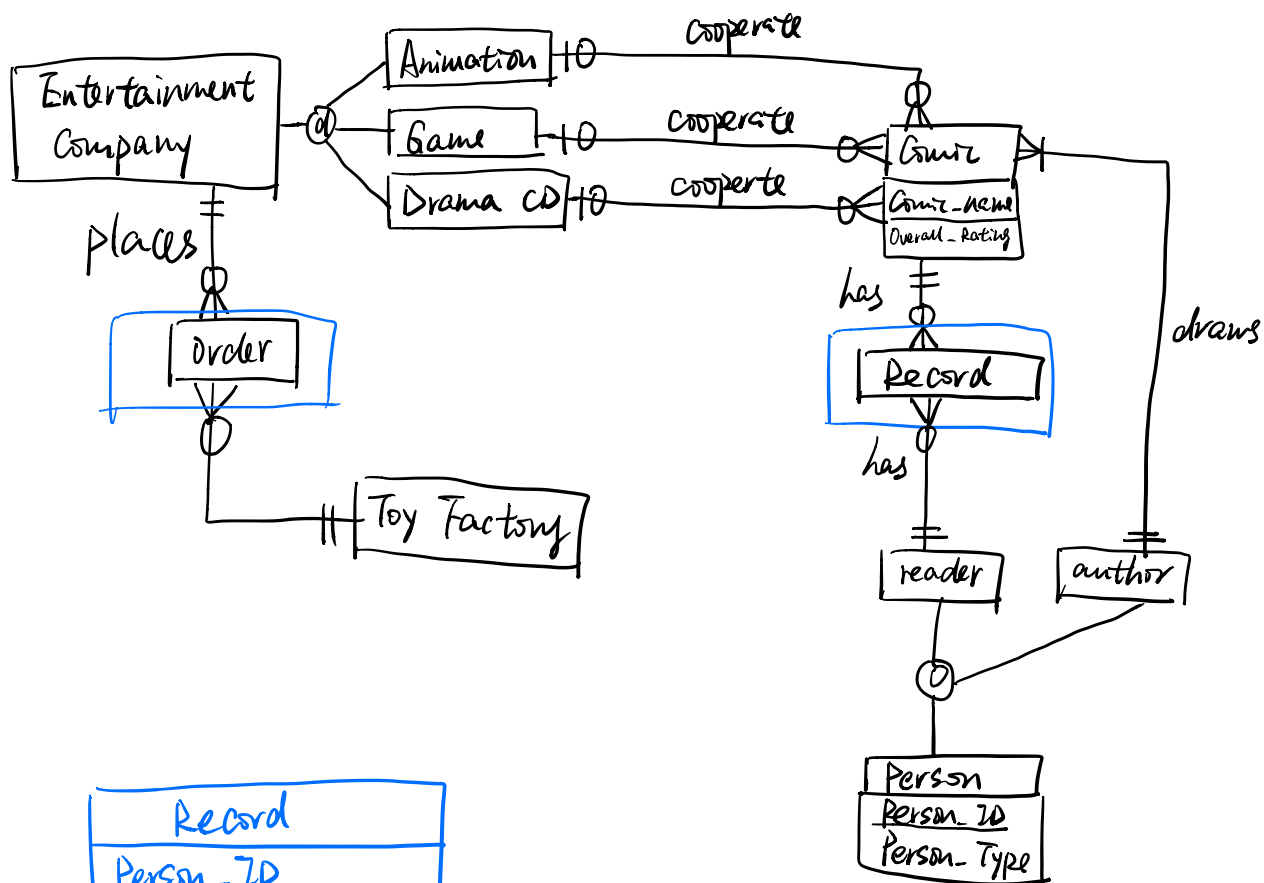 Entertainment
Company
d
Animation
Game
Drama CD
cooperate
cooperate
cooperte
Comic
Comic_name
Overall_Rating
places
Order
Toy Factory
has
Record
has
draws
reader
author
O
Person
Person_ID
Person_Type
Record
Person_ID